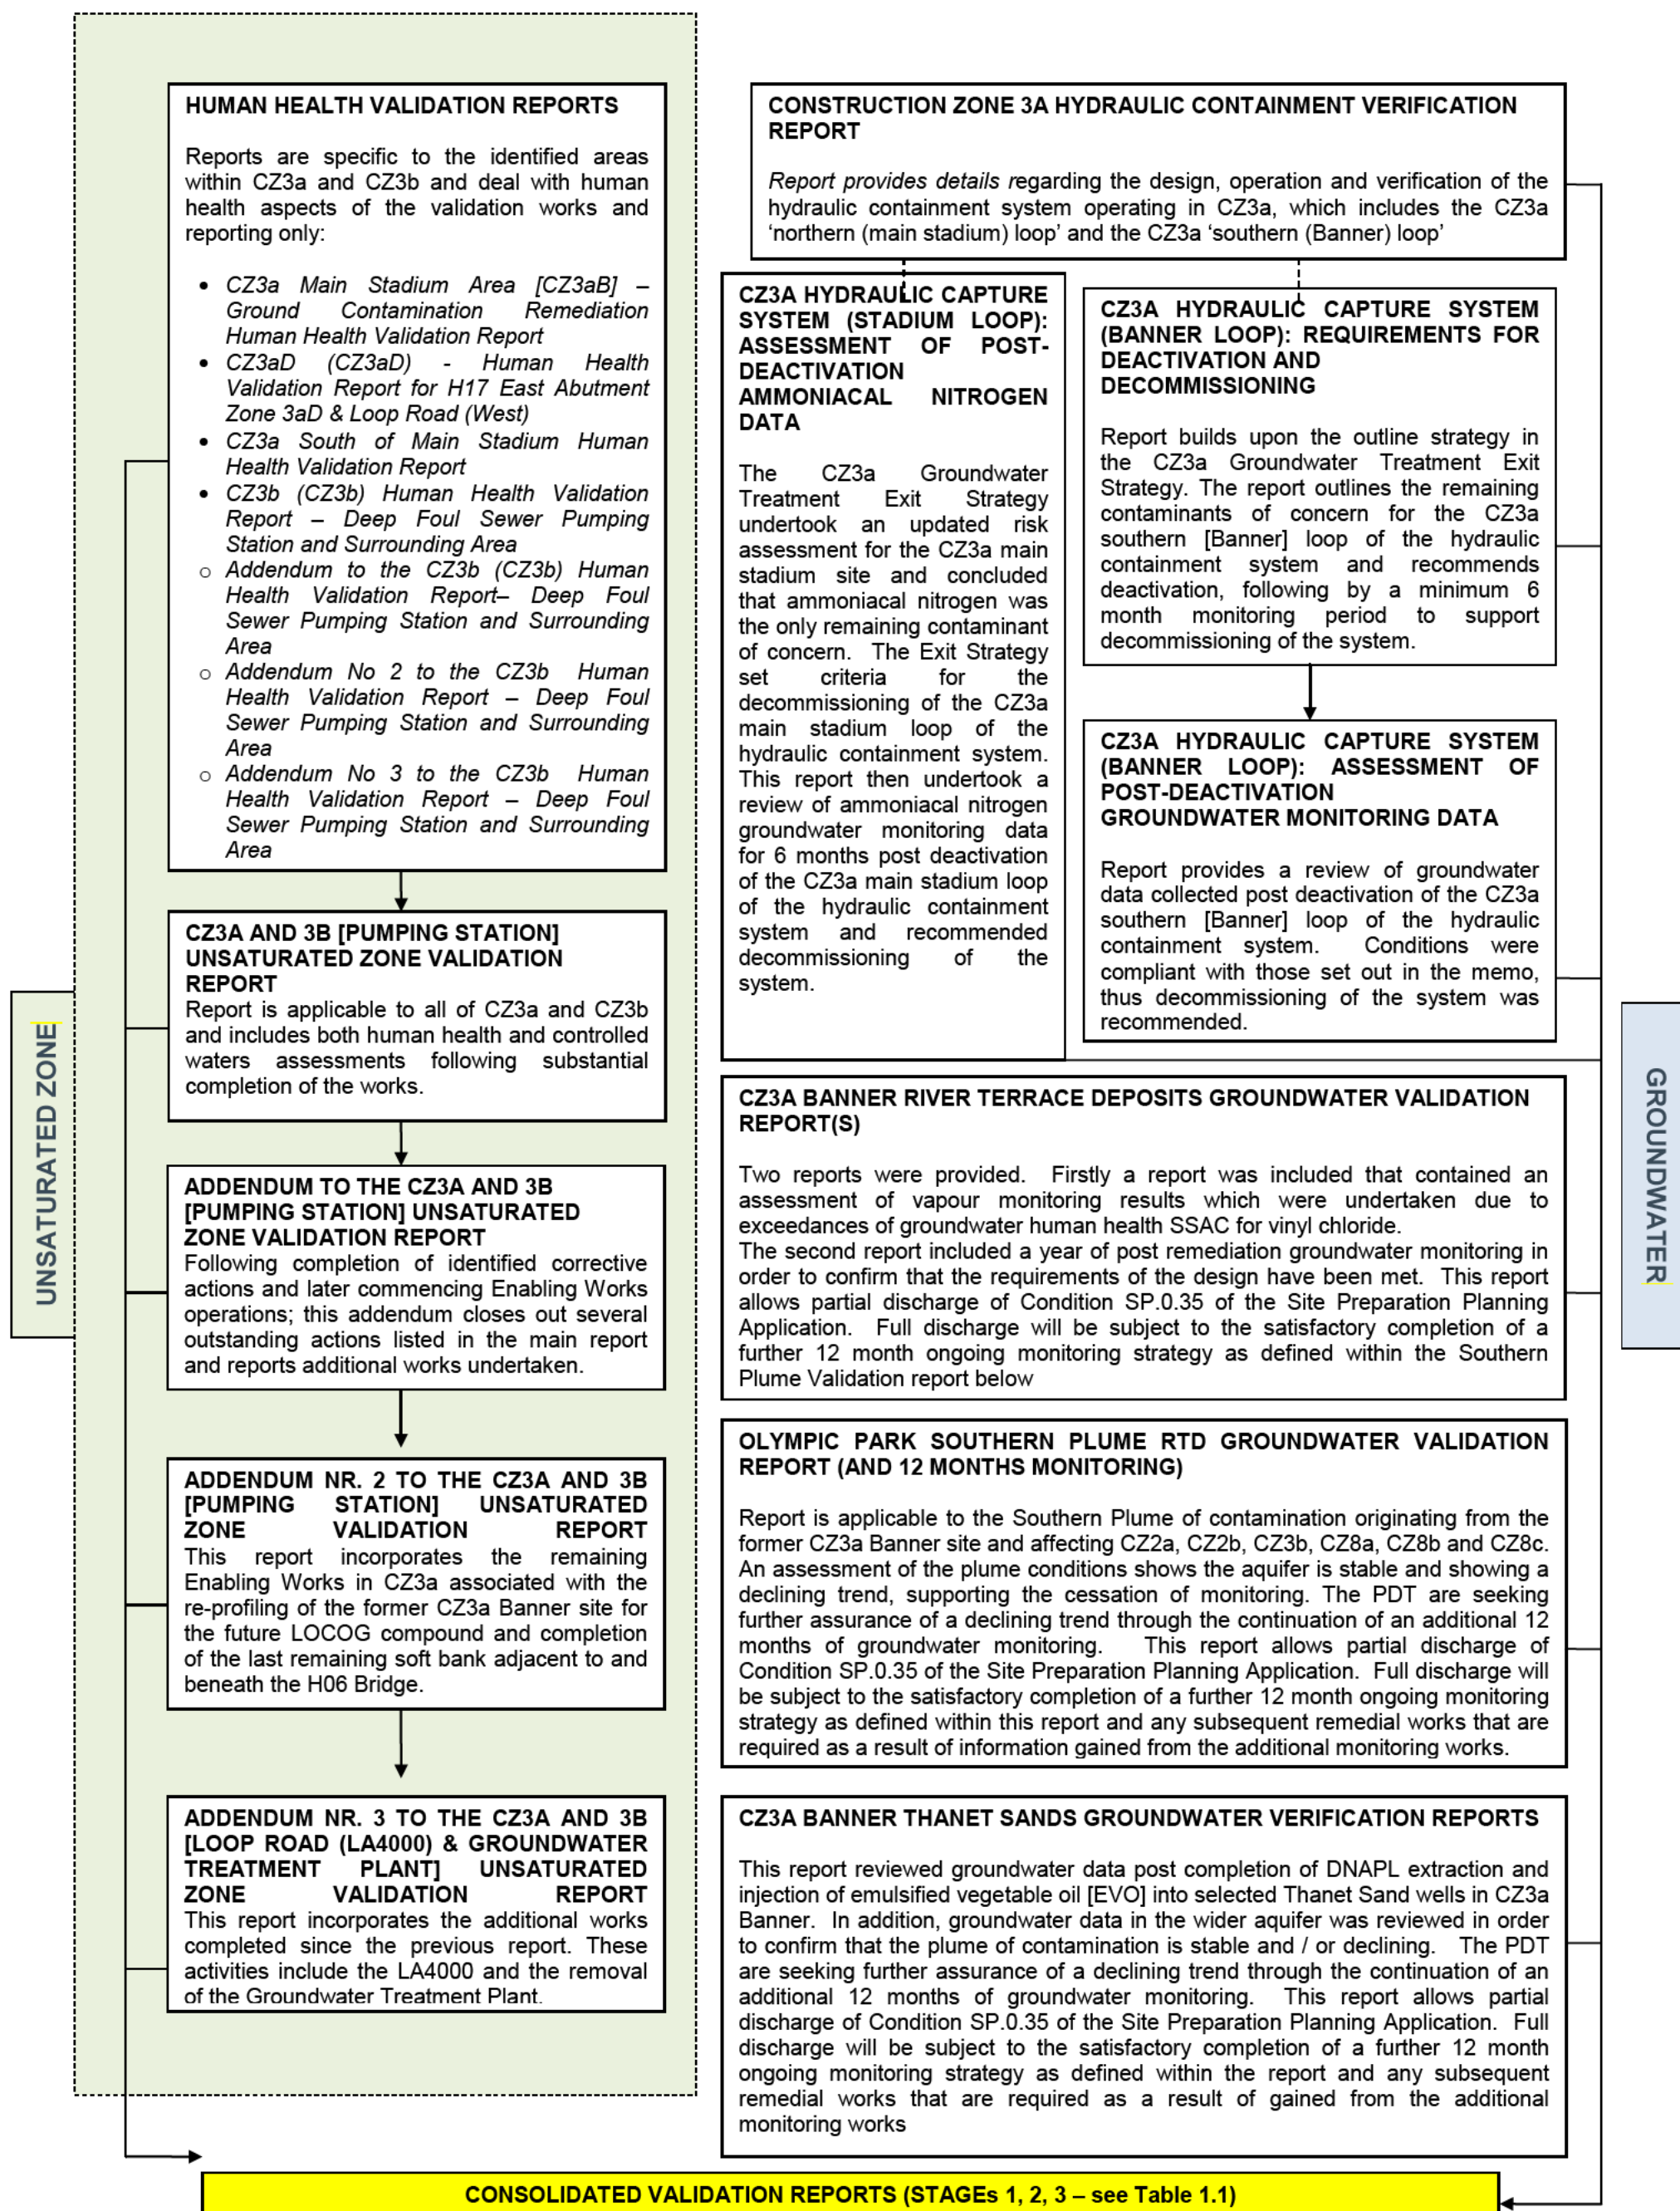 UNSATURATED ZONE
HUMAN HEALTH VALIDATION REPORTS
Reports are specific to the identified areas
within CZ3a and CZ3b and deal with human
health aspects of the validation works and
reporting only:
• CZ3a Main Stadium Area [CZ3aB] –
Ground Contamination Remediation
Human Health Validation Report
• CZ3aD (CZ3aD) - Human Health
Validation Report for H17 East Abutment
Zone 3aD & Loop Road (West)
• CZ3a South of Main Stadium Human
Health Validation Report
• CZ3b (CZ3b) Human Health Validation
Report – Deep Foul Sewer Pumping
Station and Surrounding Area
o Addendum to the CZ3b (CZ3b) Human
Health Validation Report– Deep Foul
Sewer Pumping Station and Surrounding
Area
o Addendum No 2 to the CZ3b Human
Health Validation Report – Deep Foul
Sewer Pumping Station and Surrounding
Area
o Addendum No 3 to the CZ3b Human
Health Validation Report – Deep Foul
Sewer Pumping Station and Surrounding
Area
CZ3A AND 3B [PUMPING STATION]
UNSATURATED ZONE VALIDATION
REPORT
Report is applicable to all of CZ3a and CZ3b
and includes both human health and controlled
waters assessments following substantial
completion of the works.
ADDENDUM TO THE CZ3A AND 3B
[PUMPING STATION] UNSATURATED
ZONE VALIDATION REPORT
Following completion of identified corrective
actions and later commencing Enabling Works
operations; this addendum closes out several
outstanding actions listed in the main report
and reports additional works undertaken.
ADDENDUM NR. 2 TO THE CZ3A AND 3B
[PUMPING STATION] UNSATURATED
ZONE VALIDATION REPORT
This report incorporates the remaining
Enabling Works in CZ3a associated with the
re-profiling of the former CZ3a Banner site for
the future LOCOG compound and completion
of the last remaining soft bank adjacent to and
beneath the H06 Bridge.
ADDENDUM NR. 3 TO THE CZ3A AND 3B
[LOOP ROAD (LA4000) & GROUNDWATER
TREATMENT PLANT] UNSATURATED
ZONE VALIDATION REPORT
This report incorporates the additional works
completed since the previous report. These
activities include the LA4000 and the removal
of the Groundwater Treatment Plant.
CONSTRUCTION ZONE 3A HYDRAULIC CONTAINMENT VERIFICATION
REPORT
Report provides details regarding the design, operation and verification of the
hydraulic containment system operating in CZ3a, which includes the CZ3a
‘northern (main stadium) loop’ and the CZ3a ‘southern (Banner) loop’
CZ3A HYDRAULIC CAPTURE
SYSTEM (STADIUM LOOP):
ASSESSMENT OF POST-
DEACTIVATION
AMMONIACAL NITROGEN
DATA
The CZ3a Groundwater
Treatment Exit Strategy
undertook an updated risk
assessment for the CZ3a main
stadium site and concluded
that ammoniacal nitrogen was
the only remaining contaminant
of concern. The Exit Strategy
set criteria for the
decommissioning of the CZ3a
main stadium loop of the
hydraulic containment system.
This report then undertook a
review of ammoniacal nitrogen
groundwater monitoring data
for 6 months post deactivation
of the CZ3a main stadium loop
of the hydraulic containment
system and recommended
decommissioning of the
system.
CZ3A HYDRAULIC CAPTURE SYSTEM
(BANNER LOOP): REQUIREMENTS FOR
DEACTIVATION AND
DECOMMISSIONING
Report builds upon the outline strategy in
the CZ3a Groundwater Treatment Exit
Strategy. The report outlines the remaining
contaminants of concern for the CZ3a
southern [Banner] loop of the hydraulic
containment system and recommends
deactivation, following by a minimum 6
month monitoring period to support
decommissioning of the system.
CZ3A HYDRAULIC CAPTURE SYSTEM
(BANNER LOOP): ASSESSMENT OF
POST-DEACTIVATION
GROUNDWATER MONITORING DATA
Report provides a review of groundwater
data collected post deactivation of the CZ3a
southern [Banner] loop of the hydraulic
containment system. Conditions were
compliant with those set out in the memo,
thus decommissioning of the system was
recommended.
CZ3A BANNER RIVER TERRACE DEPOSITS GROUNDWATER VALIDATION
REPORT(S)
Two reports were provided. Firstly a report was included that contained an
assessment of vapour monitoring results which were undertaken due to
exceedances of groundwater human health SSAC for vinyl chloride.
The second report included a year of post remediation groundwater monitoring in
order to confirm that the requirements of the design have been met. This report
allows partial discharge of Condition SP.0.35 of the Site Preparation Planning
Application. Full discharge will be subject to the satisfactory completion of a
further 12 month ongoing monitoring strategy as defined within the Southern
Plume Validation report below
OLYMPIC PARK SOUTHERN PLUME RTD GROUNDWATER VALIDATION
REPORT (AND 12 MONTHS MONITORING)
Report is applicable to the Southern Plume of contamination originating from the
former CZ3a Banner site and affecting CZ2a, CZ2b, CZ3b, CZ8a, CZ8b and CZ8c.
An assessment of the plume conditions shows the aquifer is stable and showing a
declining trend, supporting the cessation of monitoring. The PDT are seeking
further assurance of a declining trend through the continuation of an additional 12
months of groundwater monitoring. This report allows partial discharge of
Condition SP.0.35 of the Site Preparation Planning Application. Full discharge will
be subject to the satisfactory completion of a further 12 month ongoing monitoring
strategy as defined within this report and any subsequent remedial works that are
required as a result of information gained from the additional monitoring works.
CZ3A BANNER THANET SANDS GROUNDWATER VERIFICATION REPORTS
This report reviewed groundwater data post completion of DNAPL extraction and
injection of emulsified vegetable oil [EVO] into selected Thanet Sand wells in CZ3a
Banner. In addition, groundwater data in the wider aquifer was reviewed in order
to confirm that the plume of contamination is stable and / or declining. The PDT
are seeking further assurance of a declining trend through the continuation of an
additional 12 months of groundwater monitoring. This report allows partial
discharge of Condition SP.0.35 of the Site Preparation Planning Application. Full
discharge will be subject to the satisfactory completion of a further 12 month
ongoing monitoring strategy as defined within the report and any subsequent
remedial works that are required as a result of gained from the additional
monitoring works
GROUNDWATER
CONSOLIDATED VALIDATION REPORTS (STAGEs 1, 2, 3 – see Table 1.1)